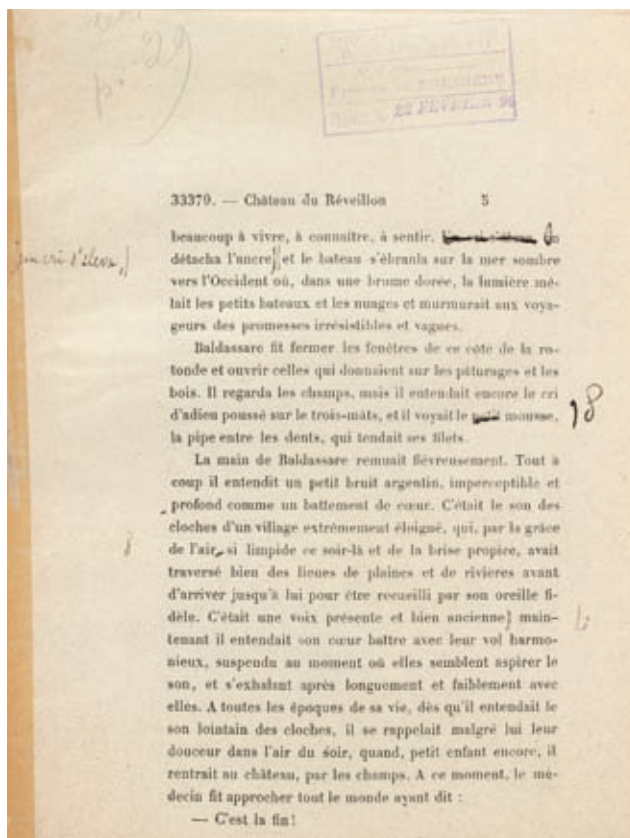 29
22 FEVRIER 96
33379. — Château du Réveillon 5
beaucoup à vivre, à connaître, à sentir.
un cri s'éleva,
détacha l'ancre, et le bateau s'ébranla sur la mer sombre
vers l'Occident où, dans une brume dorée, la lumière mê-
lait les petits bateaux et les nuages et murmurait aux voya-
geurs des promesses irrésistibles et vagues.
Baldassare fit fermer les fenêtres de ce côté de la ro-
tonde et ouvrir celles qui donnaient sur les pâturages et les
bois. Il regarda les champs, mais il entendait encore le cri
d'adieu poussé sur le trois-mâts, et il voyait le petit mousse,
la pipe entre les dents, qui tendait ses filets.
La main de Baldassare remuait fiévreusement. Tout à
coup il entendit un petit bruit argentin, imperceptible et
profond comme un battement de cœur. C'était le son des
cloches d'un village extrêmement éloigné, qui, par la grâce
de l'air, si limpide ce soir-là et de la brise propice, avait
traversé bien des lieues de plaines et de rivières avant
d'arriver jusqu'à lui pour être recueilli par son oreille fi-
dèle. C'était une voix présente et bien ancienne; main-
tenant il entendait son cœur battre avec leur vol harmo-
nieux, suspendu au moment où elles semblent aspirer le
son, et s'exhalant après longuement et faiblement avec
elles. A toutes les époques de sa vie, dès qu'il entendait le
son lointain des cloches, il se rappelait malgré lui leur
douceur dans l'air du soir, quand, petit enfant encore, il
rentrait au château, par les champs. A ce moment, le mé-
decin fit approcher tout le monde ayant dit :
— C'est la fin!